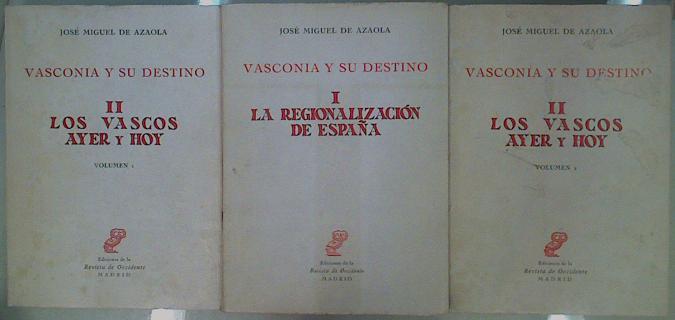 JOSÉ MIGUEL DE AZAOLA
VASCONIA Y SU DESTINO
II
LOS VASCOS
AYER Y HOY
VOLUMEN 1
Ediciones de la
Revista de Occidente
MADRID
JOSÉ MIGUEL DE AZAOLA
VASCONIA Y SU DESTINO
I
LA REGIONALIZACIÓN
DE ESPAÑA
Ediciones de la
Revista de Occidente
MADRID
JOSÉ MIGUEL DE AZAOLA
VASCONIA Y SU DESTINO
II
LOS VASCOS
AYER Y HOY
VOLUMEN 2
Ediciones de la
Revista de Occidente
MADRID